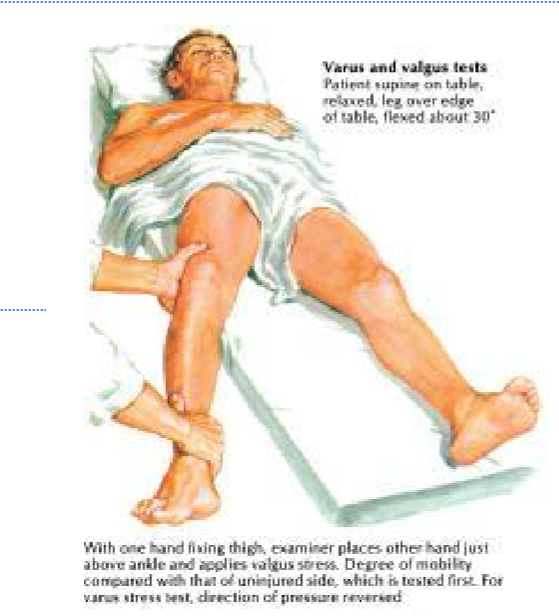 Varus and valgus tests
Patient supine on table,
relaxed, leg over edge
of table, flexed about 30°
With one hand fixing thigh, examiner places other hand just
above ankle and applies valgus stress. Degree of mobility
compared with that of uninjured side, which is tested first. For
varus stress test, direction of pressure reversed